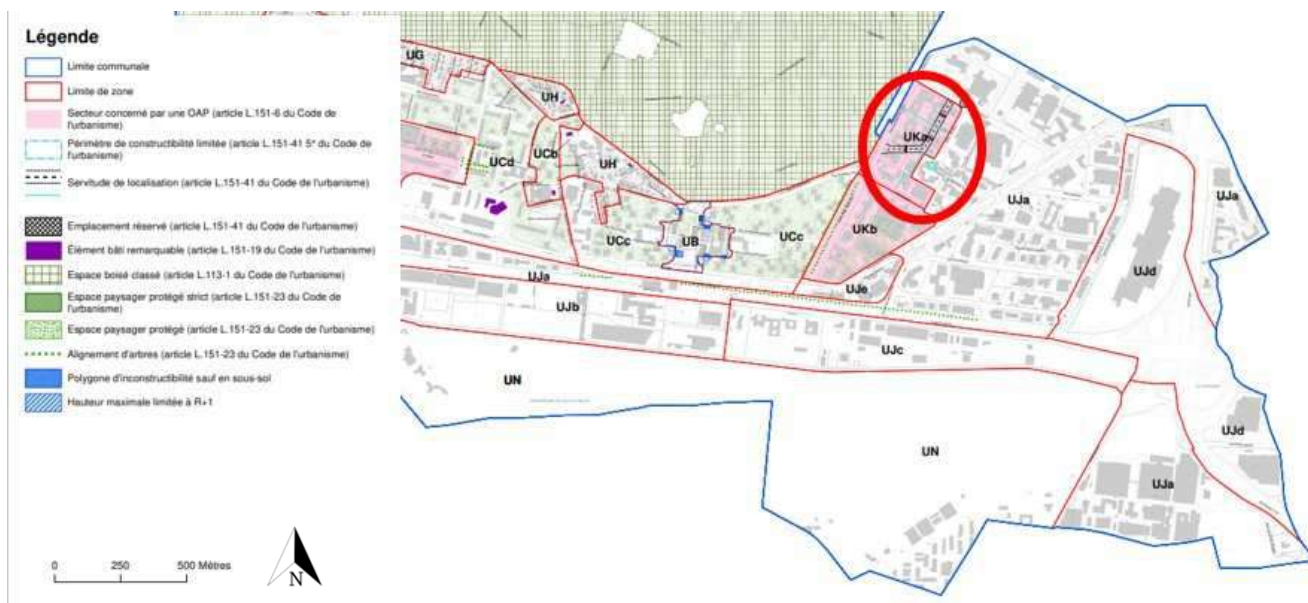 Légende
Limite communale
Limite de zone
Secteur concerné par une OAP (article L.151-6 du Code de
l'urbanisme)
Périmètre de constructibilité limitée (article L.151-41 5° du Code de
l'urbanisme)
Servitude de localisation (article L.151-41 du Code de l'urbanisme)
Emplacement réservé (article L.151-41 du Code de l'urbanisme)
Élément bâti remarquable (article L.151-19 du Code de l'urbanisme)
Espace boisé classé (article L.113-1 du Code de l'urbanisme)
Espace paysager protégé strict (article L.151-23 du Code de
l'urbanisme)
Espace paysager protégé (article L.151-23 du Code de l'urbanisme)
Alignement d'arbres (article L.151-23 du Code de l'urbanisme)
Polygone d'inconstructibilité sauf en sous-sol
Hauteur maximale limitée à R+1
0 250 500 Mètres
N
UG
UH
UKa
UCd
UCb
UH
UJa
UJa
UCc
UB
UCc
UKb
UJd
UJa
UJe
UJb
UJc
UN
UN
UJd
UJa